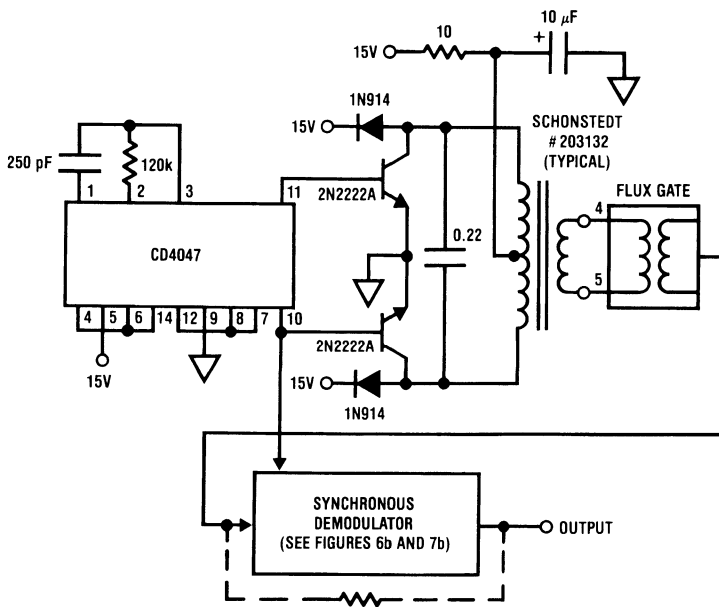 10
10 μF
+
15V
1N914
15V
SCHONSTEDT
# 203132
(TYPICAL)
250 pF
120k
1 2 3
11
2N2222A
FLUX GATE
4
CD4047
0.22
5
4 5 6 14 12 9 8 7 10
2N2222A
15V
15V
1N914
SYNCHRONOUS
DEMODULATOR
(SEE FIGURES 6b AND 7b)
OUTPUT